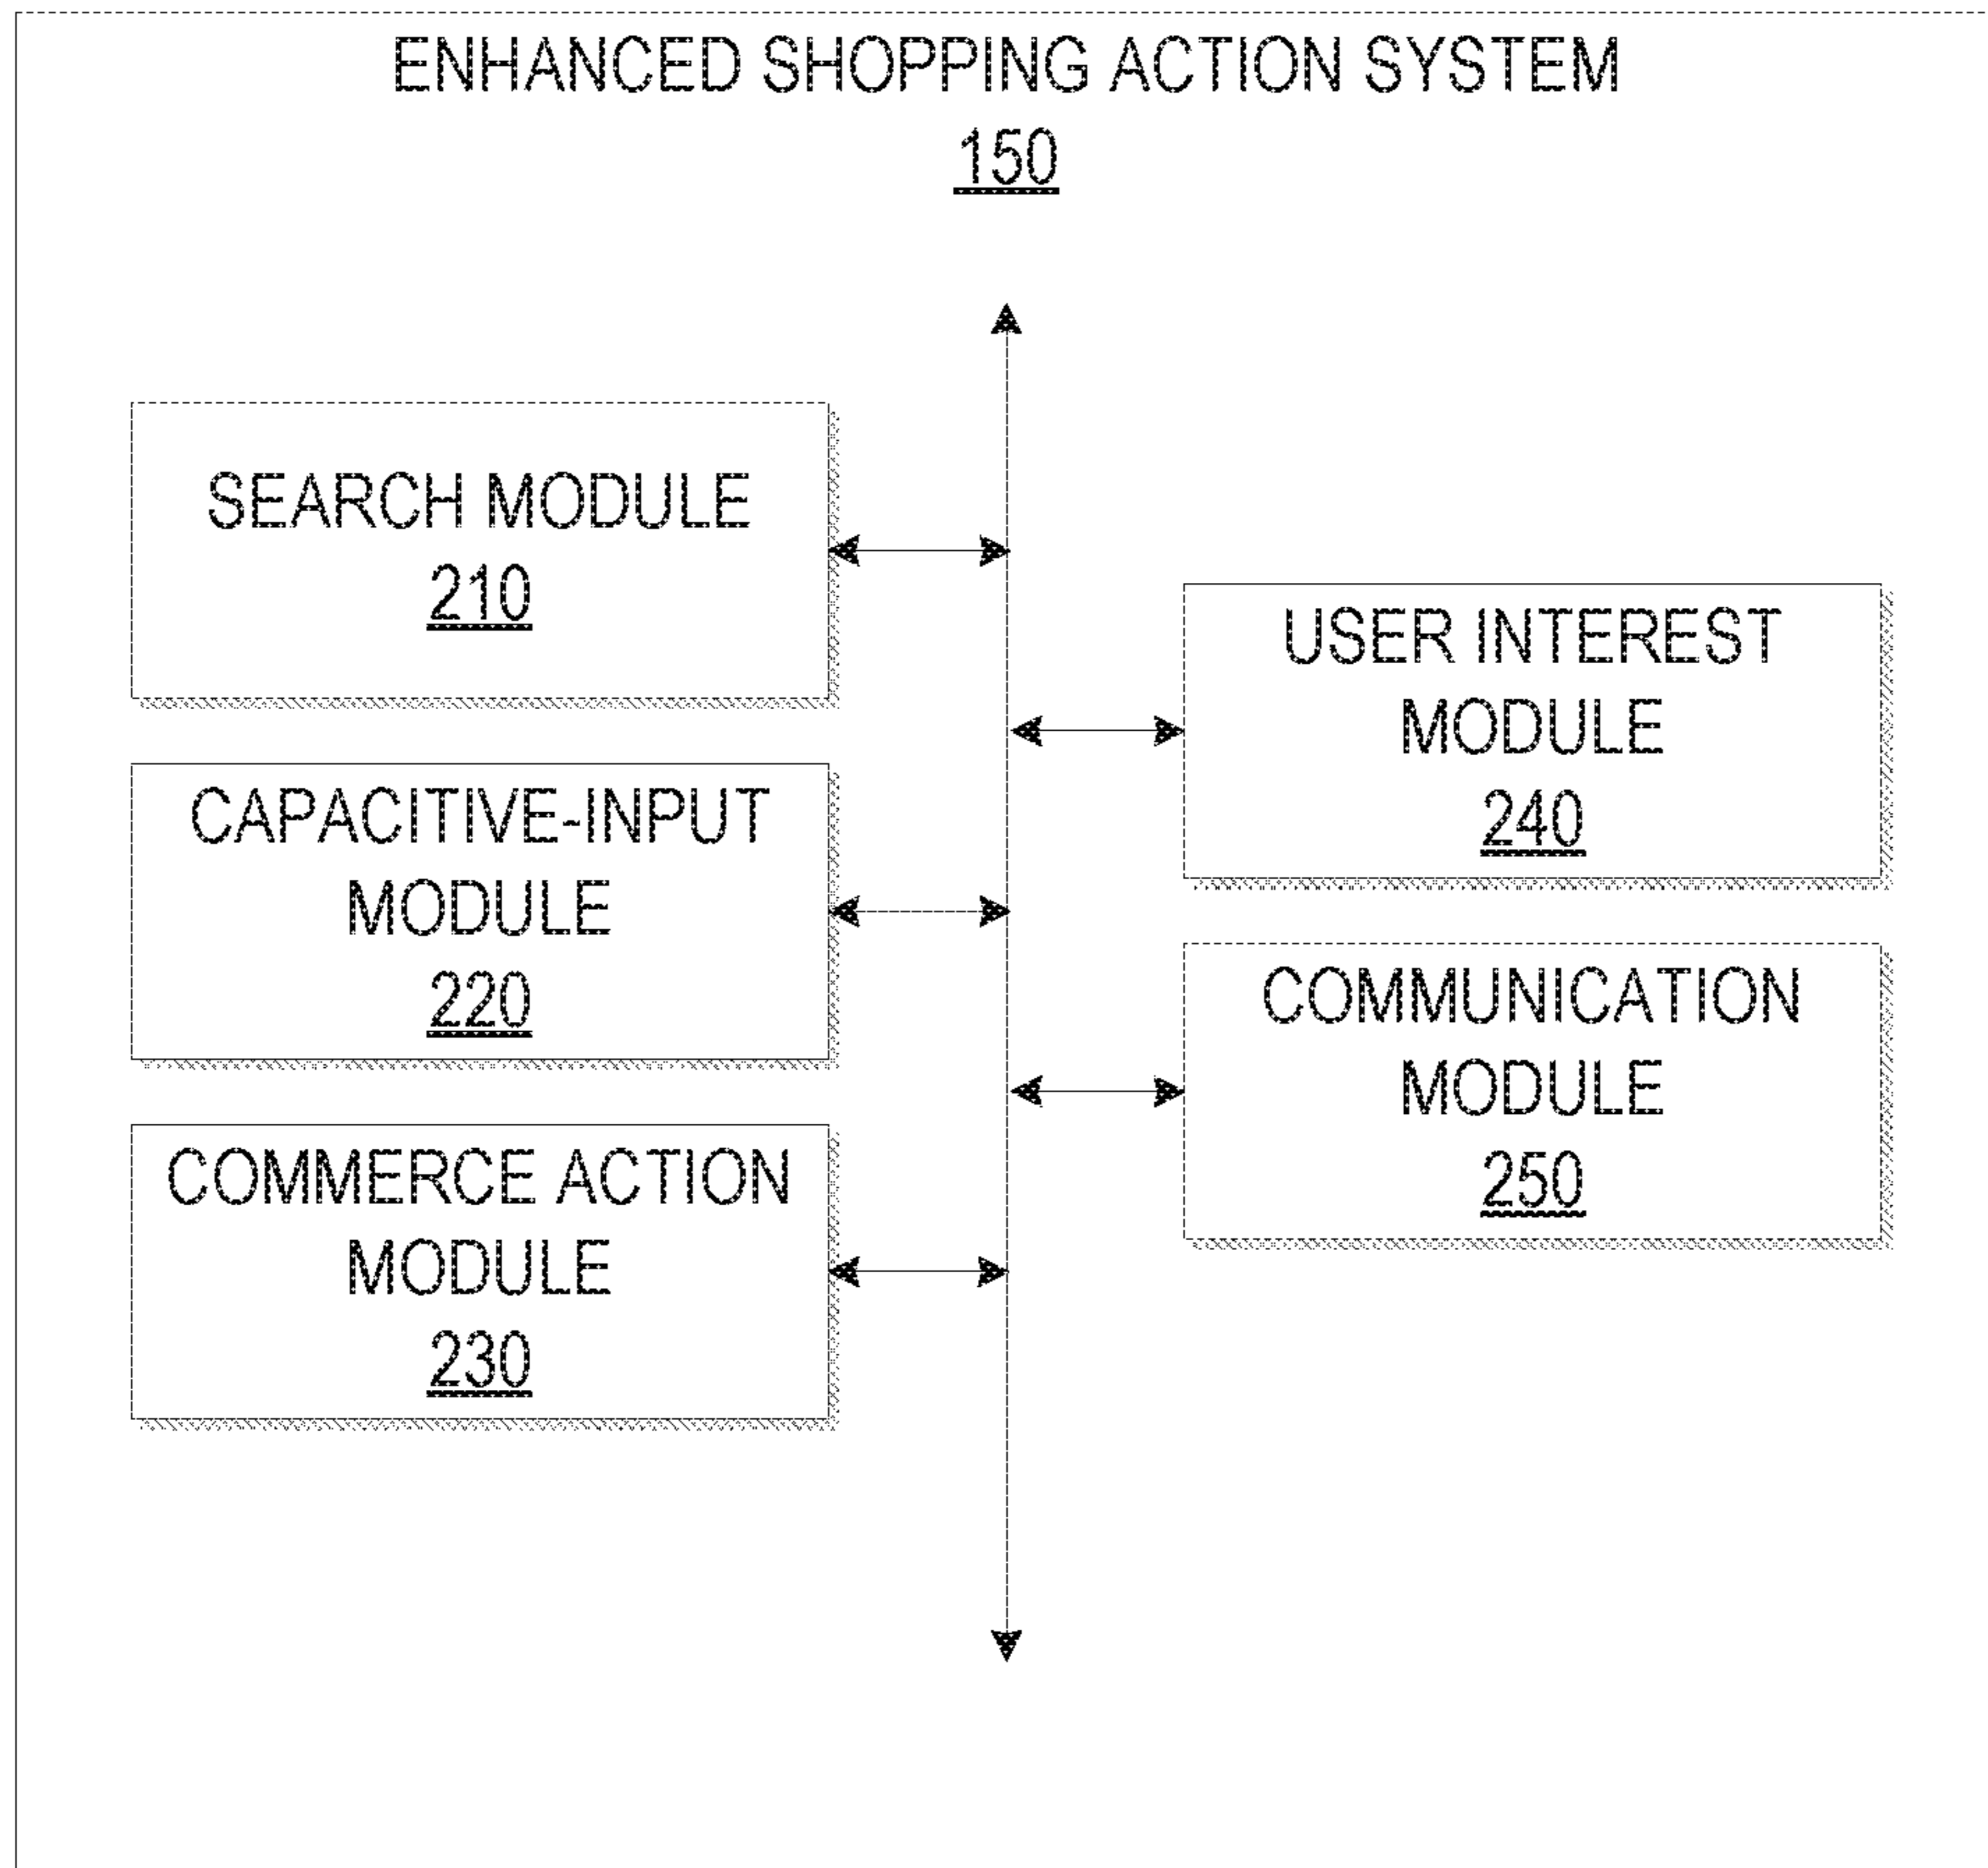 ENHANCED SHOPPING ACTION SYSTEM
150
SEARCH MODULE
210
CAPACITIVE-INPUT
MODULE
220
COMMERCE ACTION
MODULE
230
USER INTEREST
MODULE
240
COMMUNICATION
MODULE
250